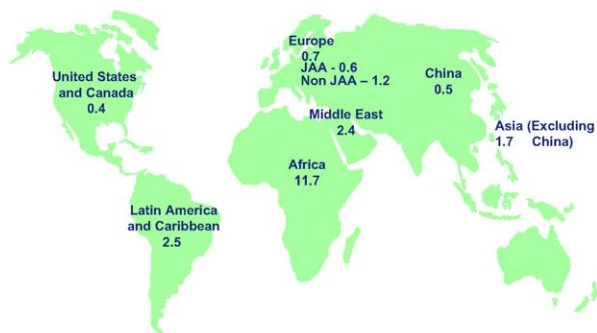 Europe
0.7
JAA - 0.6
Non JAA – 1.2
United States
and Canada
0.4
China
0.5
Middle East
2.4
Asia (Excluding
1.7 China)
Africa
11.7
Latin America
and Caribbean
2.5